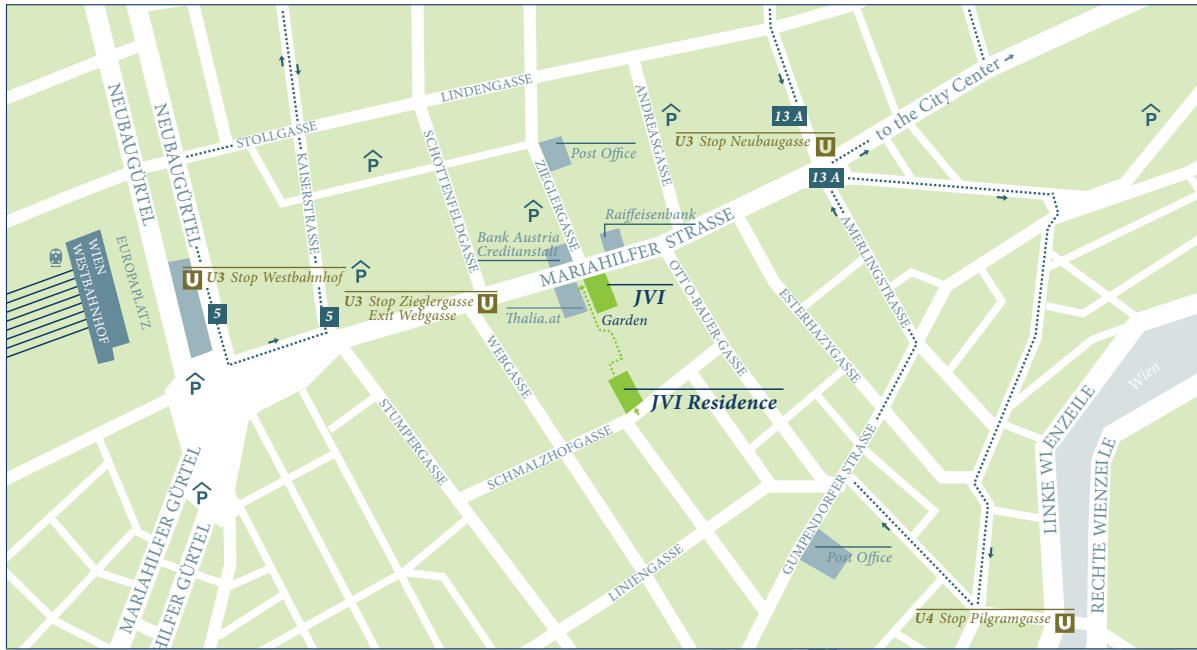 NEUBAUGÜRTEL
NEUBAUGÜRTEL
STOLLGASSE
KAISERSTRASSE
LINDENGASSE
SCHOTTENFELDGASSE
ZIEGLERGASSE
ANDREASGASSE
P
P
P
P
Post Office
13 A
U3 Stop Neubaugasse U
to the City Center
13 A
Raiffeisenbank
Bank Austria
Creditanstalt
MARIAHILFER STRASSE
WIEN
WESTBAHNHOF
EUROPAPLATZ
U U3 Stop Westbahnhof P
U3 Stop Zieglergasse U
Exit Webgasse
5
5
Thalia.at
JVI
Garden
OTTO-BAUER-GASSE
ESTERHAZYGASSE
AMERLINGSTRASSE
WEBGASSE
P
JVI Residence
STUMPERGASSE
SCHMALZHOFGASSE
Wien
LINKE WIENZEILE
RECHTE WIENZEILE
GUMPENDORFER STRASSE
P
MARIAHILFER GÜRTEL
HILFER GÜRTEL
LINIENGASSE
Post Office
U4 Stop Pilgramgasse U